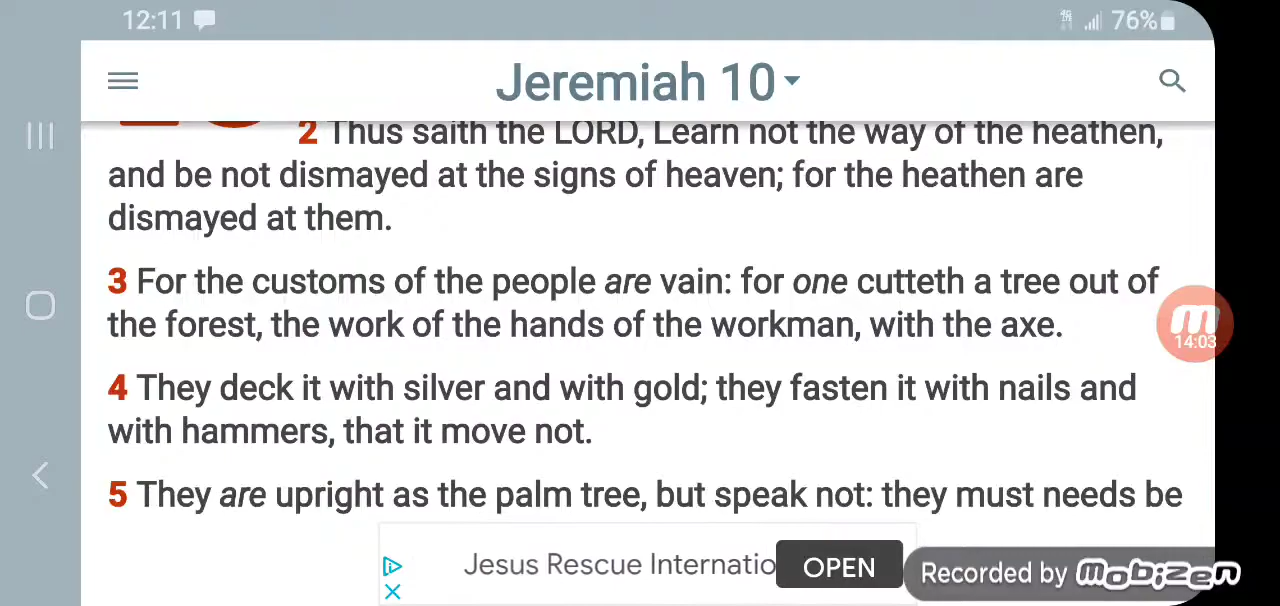 12:11 76%
Jeremiah 10
2 Thus saith the LORD, Learn not the way of the heathen,
and be not dismayed at the signs of heaven; for the heathen are
dismayed at them.
3 For the customs of the people are vain: for one cutteth a tree out of
the forest, the work of the hands of the workman, with the axe.
m
14:03
4 They deck it with silver and with gold; they fasten it with nails and
with hammers, that it move not.
5 They are upright as the palm tree, but speak not: they must needs be
Jesus Rescue Internatio
OPEN
Recorded by mobizen